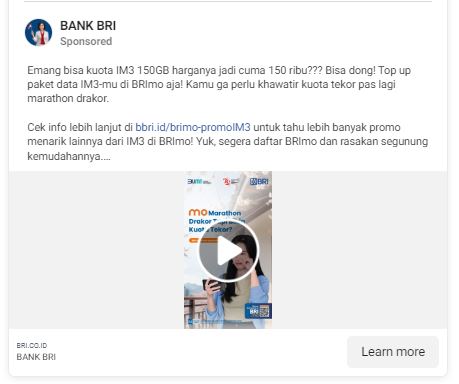 BANK BRI
Sponsored
Emang bisa kuota IM3 150GB harganya jadi cuma 150 ribu??? Bisa dong! Top up
paket data IM3-mu di BRImo aja! Kamu ga perlu khawatir kuota tekor pas lagi
marathon drakor.
Cek info lebih lanjut di bbri.id/brimo-promoIM3 untuk tahu lebih banyak promo
menarik lainnya dari IM3 di BRImo! Yuk, segera daftar BRImo dan rasakan segunung
kemudahannya....
BRI
mo Marathon
Drakor
Kuota Tekor?
BRI.CO.ID
BANK BRI
Learn more